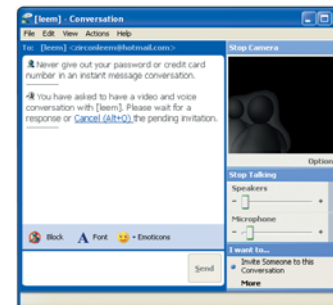 [leem] - Conversation
File Edit View Actions Help
To: [leem] <zirconleem@hotmail.com>
Never give out your password or credit card
number in an instant message conversation.
You have asked to have a video and voice
conversation with [leem]. Please wait for a
response or Cancel (Alt+Q) the pending invitation.
Block A Font - Emoticons
Send
Stop Camera
Option
Stop Talking
Speakers
- +
Microphone
- +
I want to...
Invite Someone to this
Conversation
More